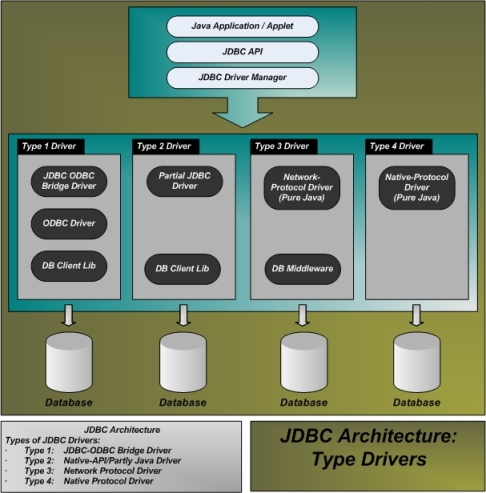 Java Application / Applet
JDBC API
JDBC Driver Manager
Type 1 Driver
JDBC ODBC
Bridge Driver
ODBC Driver
DB Client Lib
Type 2 Driver
Partial JDBC
Driver
DB Client Lib
Type 3 Driver
Network-
Protocol Driver
(Pure Java)
DB Middleware
Type 4 Driver
Native-Protocol
Driver
(Pure Java)
Database
Database
Database
Database
JDBC Architecture
Types of JDBC Drivers:
· Type 1: JDBC-ODBC Bridge Driver
· Type 2: Native-API/Partly Java Driver
· Type 3: Network Protocol Driver
· Type 4: Native Protocol Driver
JDBC Architecture:
Type Drivers